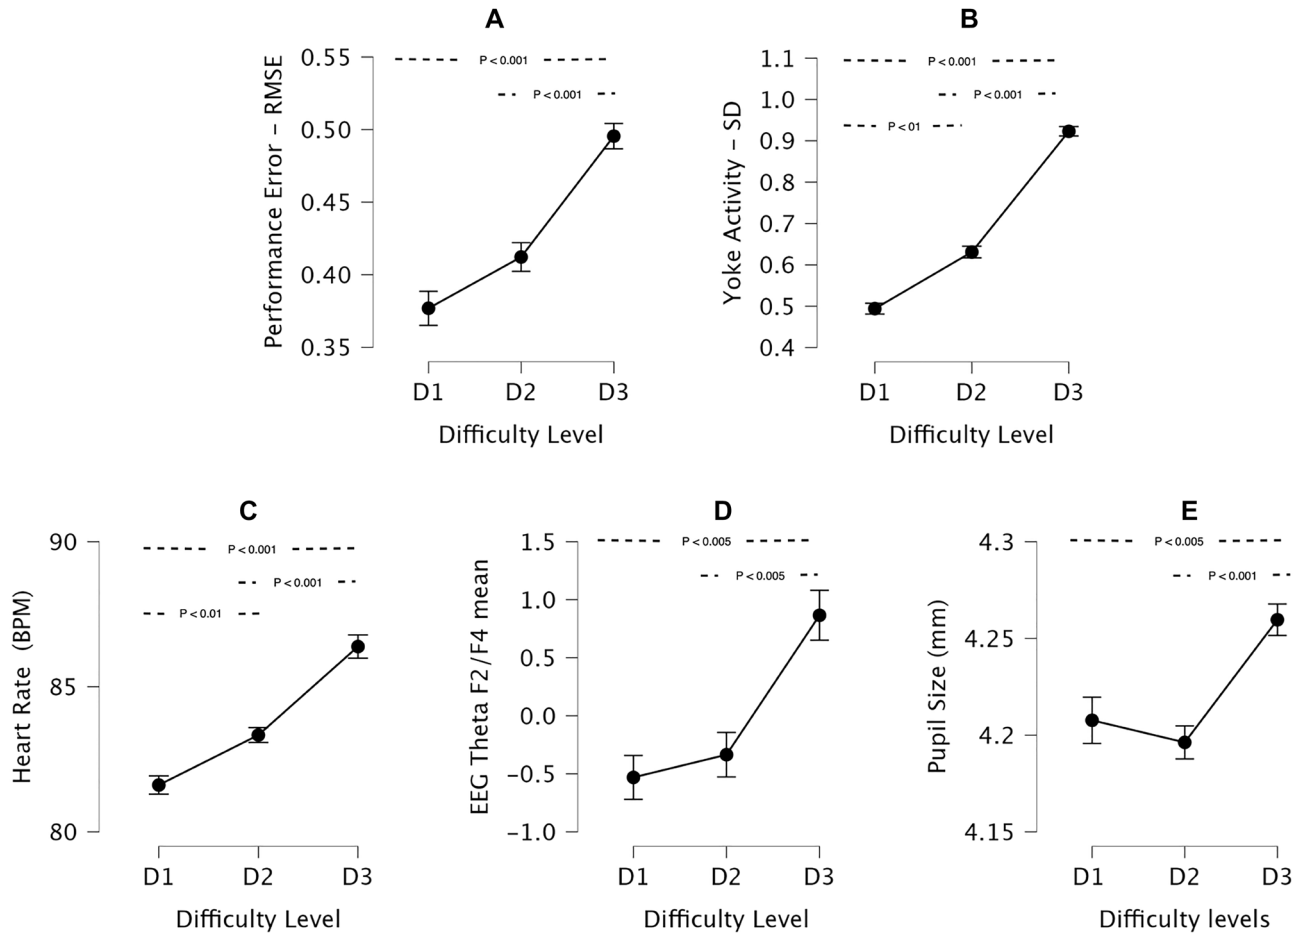 A
Performance Error – RMSE
0.55
0.50
0.45
0.40
0.35
P < 0.001
P < 0.001
D1 D2 D3
Difficulty Level
B
Yoke Activity – SD
1.1
1.0
0.9
0.8
0.7
0.6
0.5
0.4
P < 0.001
P < 0.001
P < 01
D1 D2 D3
Difficulty Level
C
Heart Rate (BPM)
90
85
80
P < 0.001
P < 0.001
P < 0.01
D1 D2 D3
Difficulty Level
D
EEG Theta F2/F4 mean
1.5
1.0
0.5
0.0
–0.5
–1.0
P < 0.005
P < 0.005
D1 D2 D3
Difficulty Level
E
Pupil Size (mm)
4.3
4.25
4.2
4.15
P < 0.005
P < 0.001
D1 D2 D3
Difficulty levels